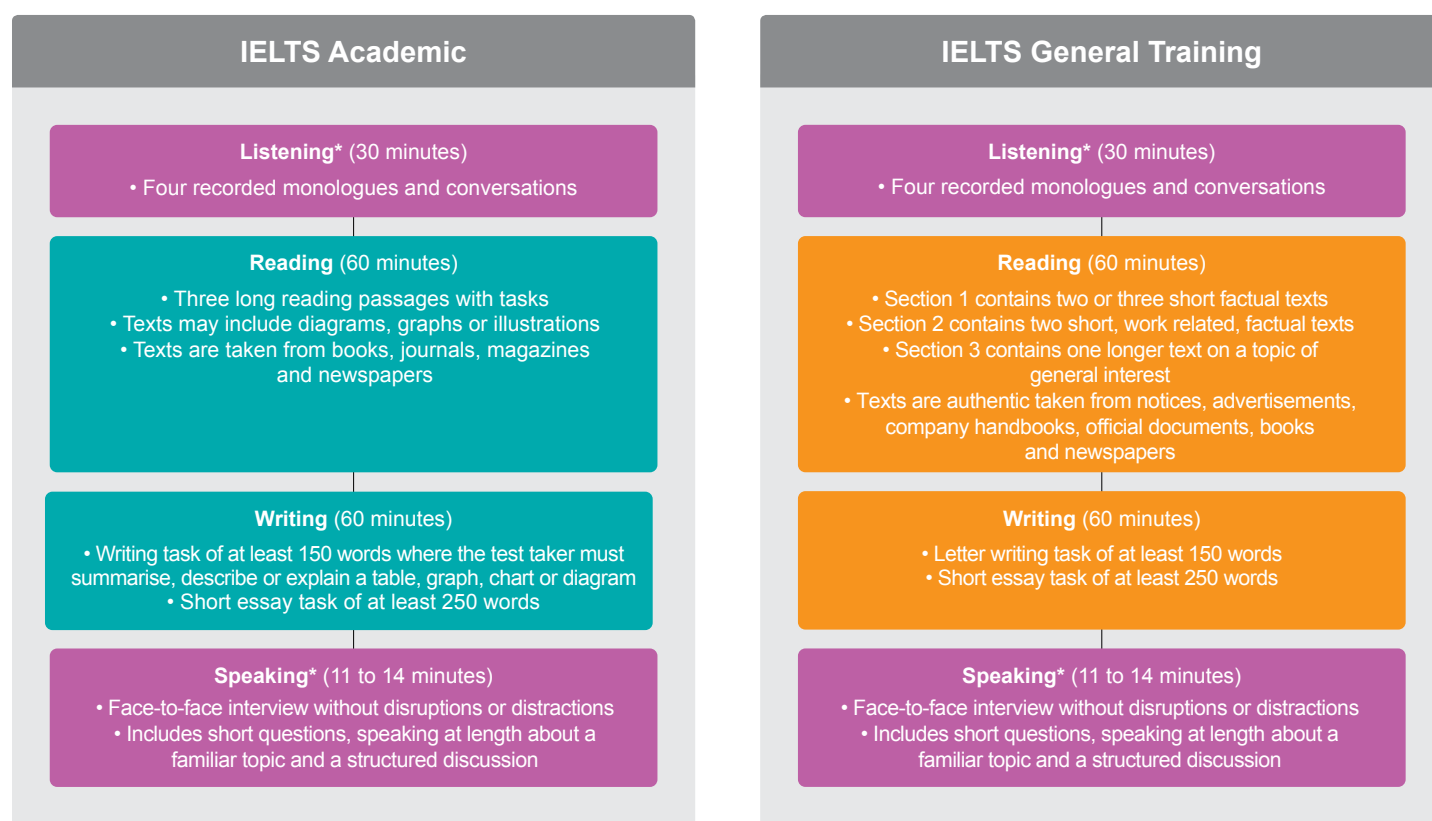 IELTS Academic
Listening* (30 minutes)
• Four recorded monologues and conversations
Reading (60 minutes)
• Three long reading passages with tasks
• Texts may include diagrams, graphs or illustrations
• Texts are taken from books, journals, magazines
and newspapers
Writing (60 minutes)
• Writing task of at least 150 words where the test taker must
summarise, describe or explain a table, graph, chart or diagram
• Short essay task of at least 250 words
Speaking* (11 to 14 minutes)
• Face-to-face interview without disruptions or distractions
• Includes short questions, speaking at length about a
familiar topic and a structured discussion
IELTS General Training
Listening* (30 minutes)
• Four recorded monologues and conversations
Reading (60 minutes)
• Section 1 contains two or three short factual texts
• Section 2 contains two short, work related, factual texts
• Section 3 contains one longer text on a topic of
general interest
• Texts are authentic taken from notices, advertisements,
company handbooks, official documents, books
and newspapers
Writing (60 minutes)
• Letter writing task of at least 150 words
• Short essay task of at least 250 words
Speaking* (11 to 14 minutes)
• Face-to-face interview without disruptions or distractions
• Includes short questions, speaking at length about a
familiar topic and a structured discussion